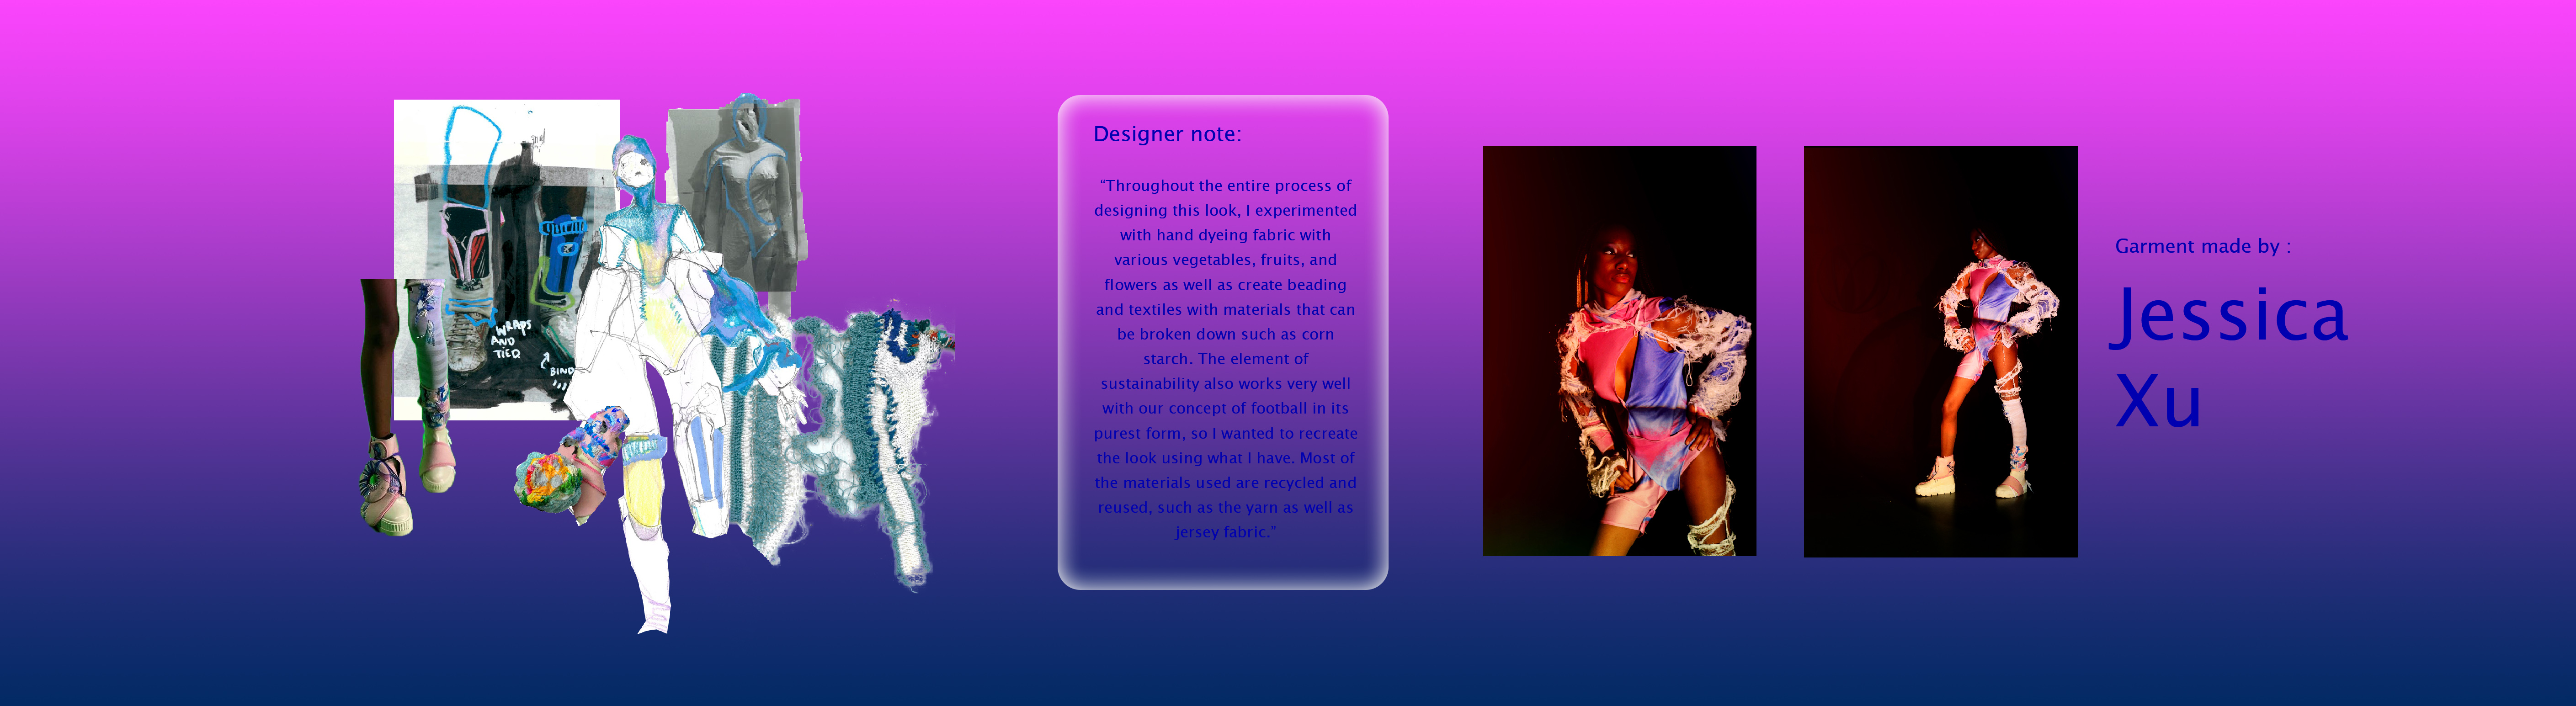 WRAPS
AND
TIED
BIND
Designer note:
“Throughout the entire process of
designing this look, I experimented
with hand dyeing fabric with
various vegetables, fruits, and
flowers as well as create beading
and textiles with materials that can
be broken down such as corn
starch. The element of
sustainability also works very well
with our concept of football in its
purest form, so I wanted to recreate
the look using what I have. Most of
the materials used are recycled and
reused, such as the yarn as well as
jersey fabric.”
Garment made by :
Jessica
Xu